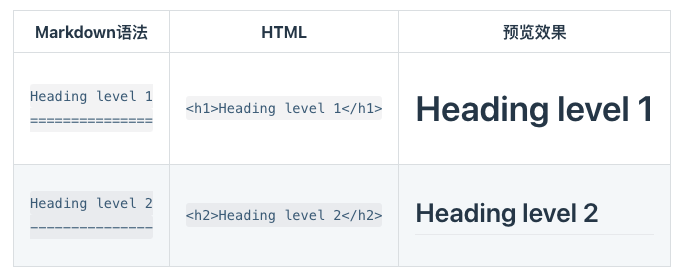 Markdown语法 HTML 预览效果
Heading level 1
===============
<h1>Heading level 1</h1>
Heading level 1
Heading level 2
---------------
<h2>Heading level 2</h2>
Heading level 2